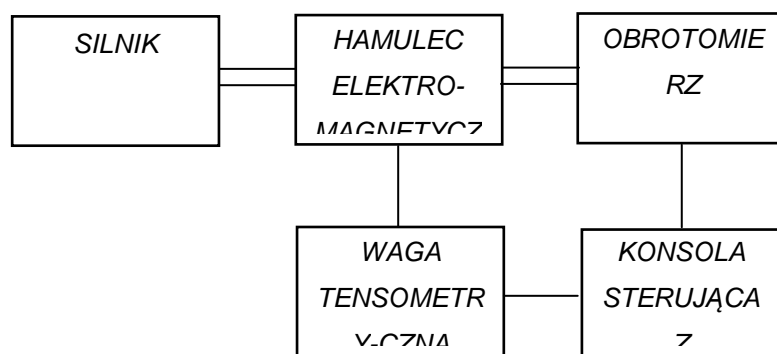 SILNIK
HAMULEC
ELEKTRO-
MAGNETYCZ
OBROTOMIE
RZ
WAGA
TENSOMETR
Y-CZNA
KONSOLA
STERUJĄCA
Z